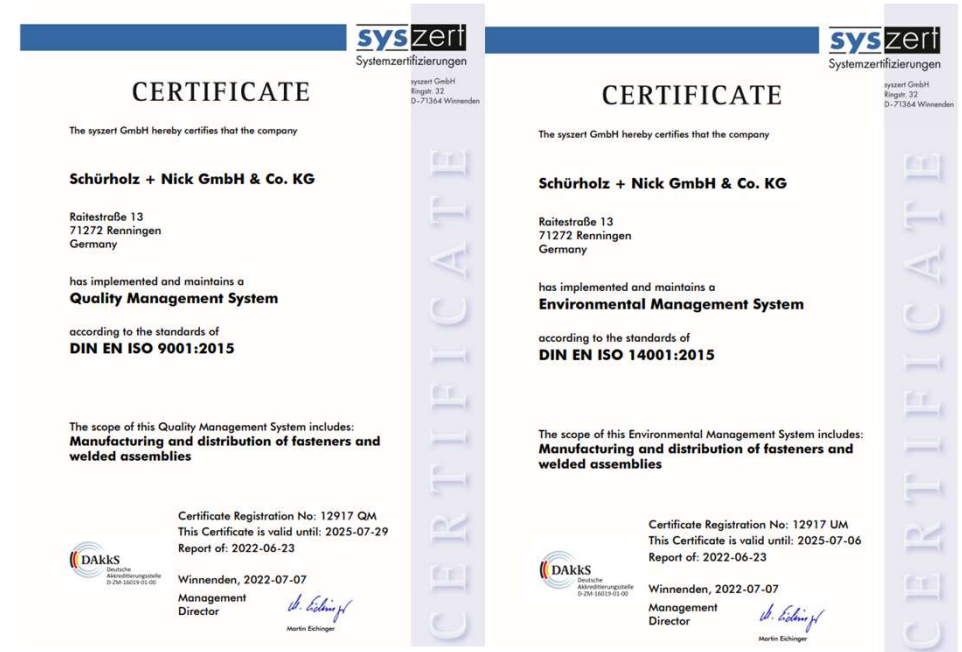 syszert
Systemzertifizierungen
syszert GmbH
Ringstr. 32
D-71364 Winnenden
CERTIFICATE
The syszert GmbH hereby certifies that the company
Schürholz + Nick GmbH & Co. KG
Raitestraße 13
71272 Renningen
Germany
has implemented and maintains a
Quality Management System
according to the standards of
DIN EN ISO 9001:2015
The scope of this Quality Management System includes:
Manufacturing and distribution of fasteners and
welded assemblies
Certificate Registration No: 12917 QM
This Certificate is valid until: 2025-07-29
Report of: 2022-06-23
DAkkS
Deutsche
Akkreditierungsstelle
D-ZM-16019-01-00
Winnenden, 2022-07-07
Management
Director
Martin Eichinger
CERTIFICATE
syszert
Systemzertifizierungen
syszert GmbH
Ringstr. 32
D-71364 Winnenden
CERTIFICATE
The syszert GmbH hereby certifies that the company
Schürholz + Nick GmbH & Co. KG
Raitestraße 13
71272 Renningen
Germany
has implemented and maintains a
Environmental Management System
according to the standards of
DIN EN ISO 14001:2015
The scope of this Environmental Management System includes:
Manufacturing and distribution of fasteners and
welded assemblies
Certificate Registration No: 12917 UM
This Certificate is valid until: 2025-07-06
Report of: 2022-06-23
DAkkS
Deutsche
Akkreditierungsstelle
D-ZM-16019-01-00
Winnenden, 2022-07-07
Management
Director
Martin Eichinger
CERTIFICATE